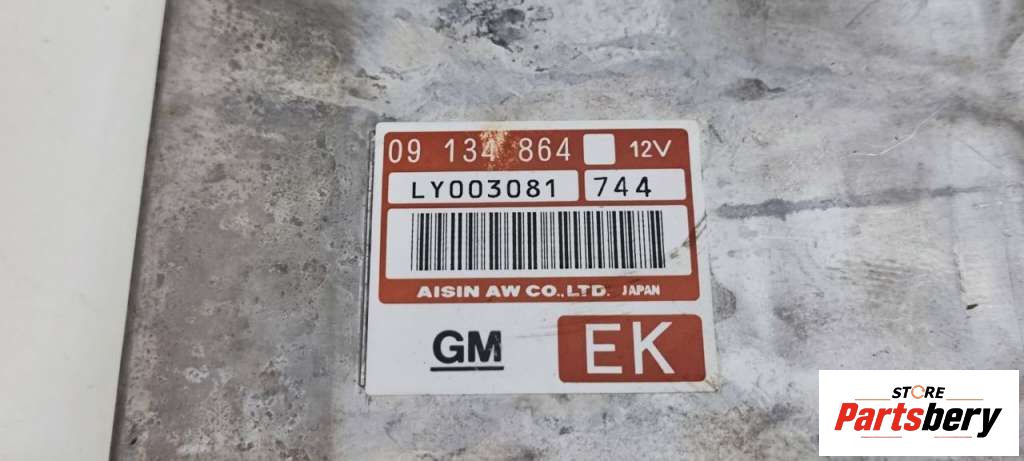 09 134 864 12V
LY003081 744
AISIN AW CO.,LTD. JAPAN
GM EK
STORE
Partsbery